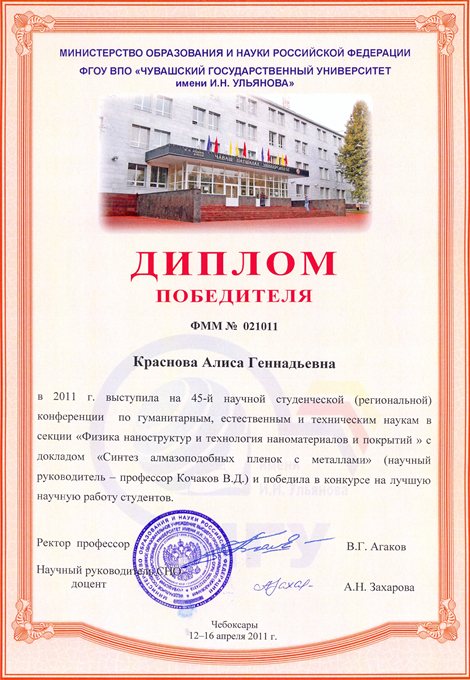 МИНИСТЕРСТВО ОБРАЗОВАНИЯ И НАУКИ РОССИЙСКОЙ ФЕДЕРАЦИИ
ФГОУ ВПО «ЧУВАШСКИЙ ГОСУДАРСТВЕННЫЙ УНИВЕРСИТЕТ
имени И.Н. УЛЬЯНОВА»
ДИПЛОМ
ПОБЕДИТЕЛЯ
ФММ № 021011
Краснова Алиса Геннадьевна
в 2011 г. выступила на 45-й научной студенческой (региональной)
конференции по гуманитарным, естественным и техническим наукам в
секции «Физика наноструктур и технология наноматериалов и покрытий » с
докладом «Синтез алмазоподобных пленок с металлами» (научный
руководитель – профессор Кочаков В.Д.) и победила в конкурсе на лучшую
научную работу студентов.
Ректор профессор В.Г. Агаков
Научный руководитель СНО
доцент А.Н. Захарова
Чебоксары
12–16 апреля 2011 г.